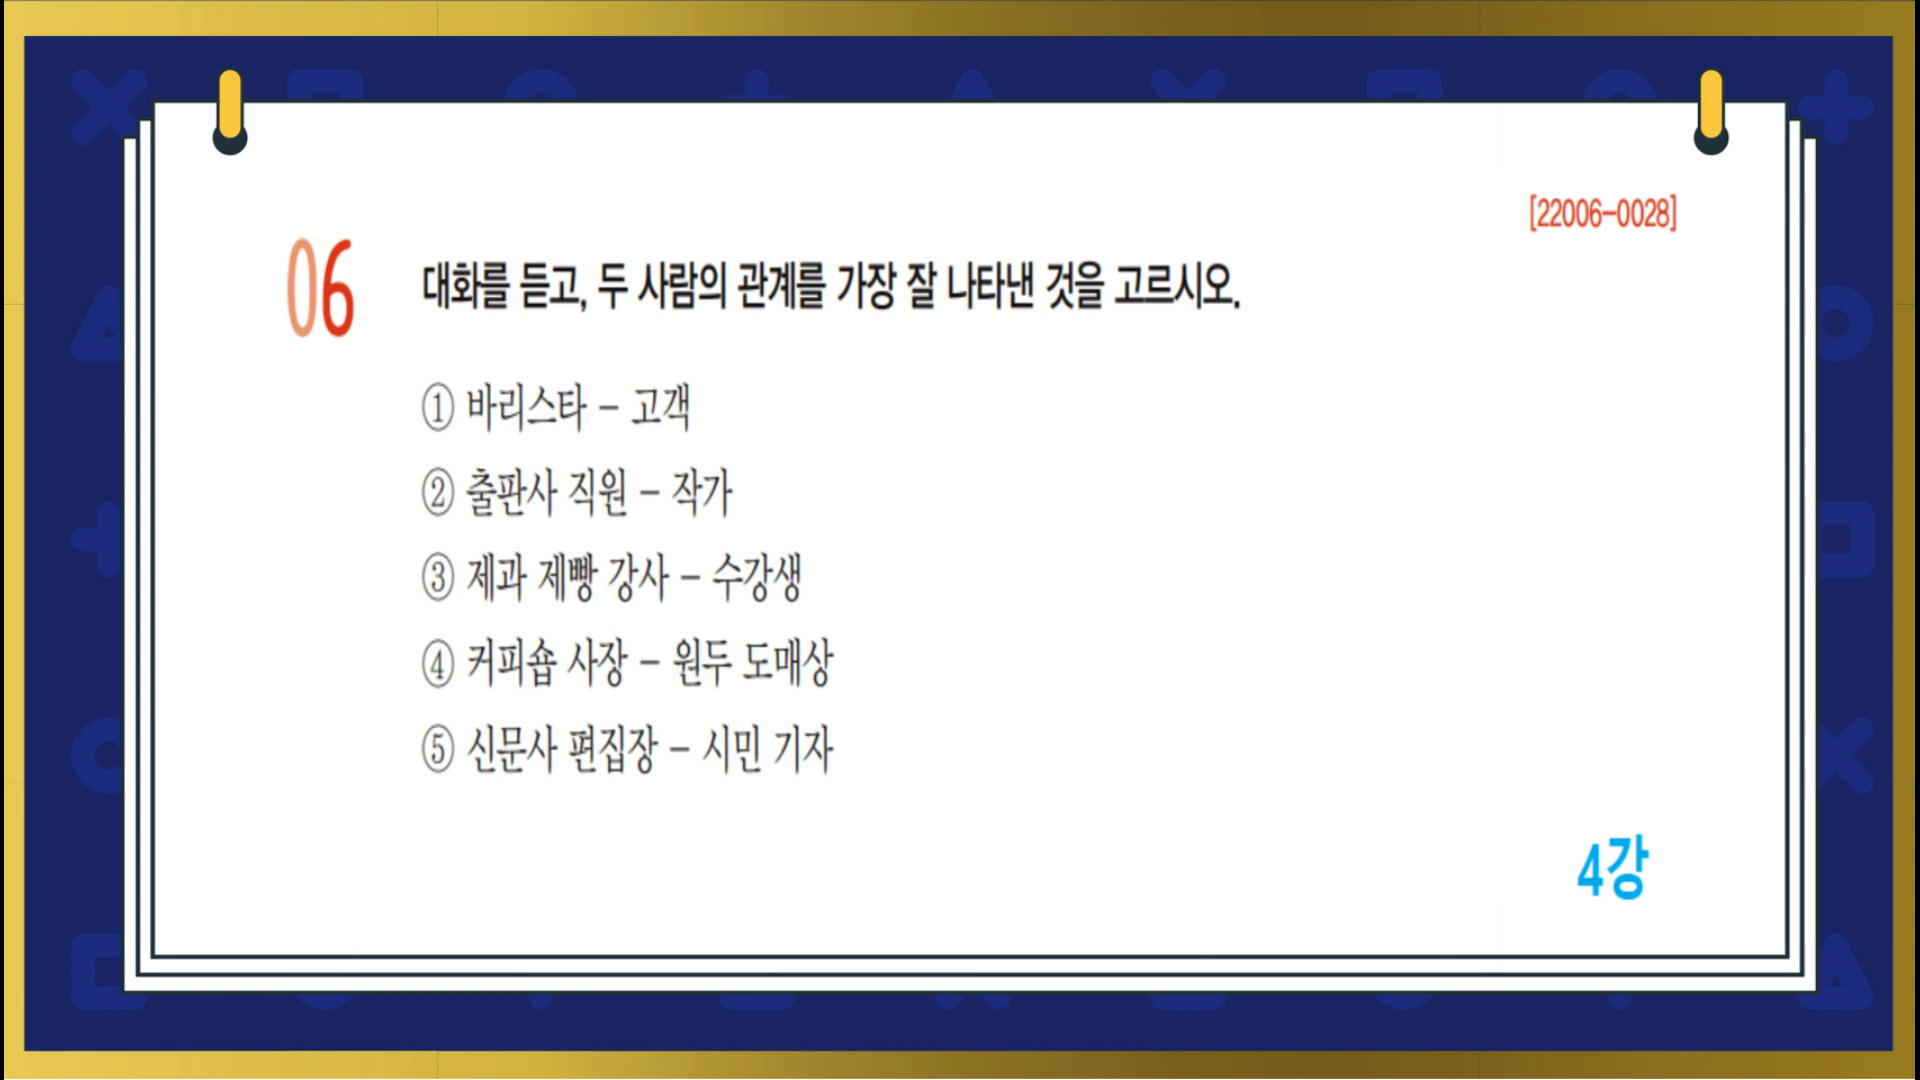 [22006-0028]
06 대화를 듣고, 두 사람의 관계를 가장 잘 나타낸 것을 고르시오.
① 바리스타 – 고객
② 출판사 직원 – 작가
③ 제과 제빵 강사 – 수강생
④ 커피숍 사장 – 원두 도매상
⑤ 신문사 편집장 – 시민 기자
4강